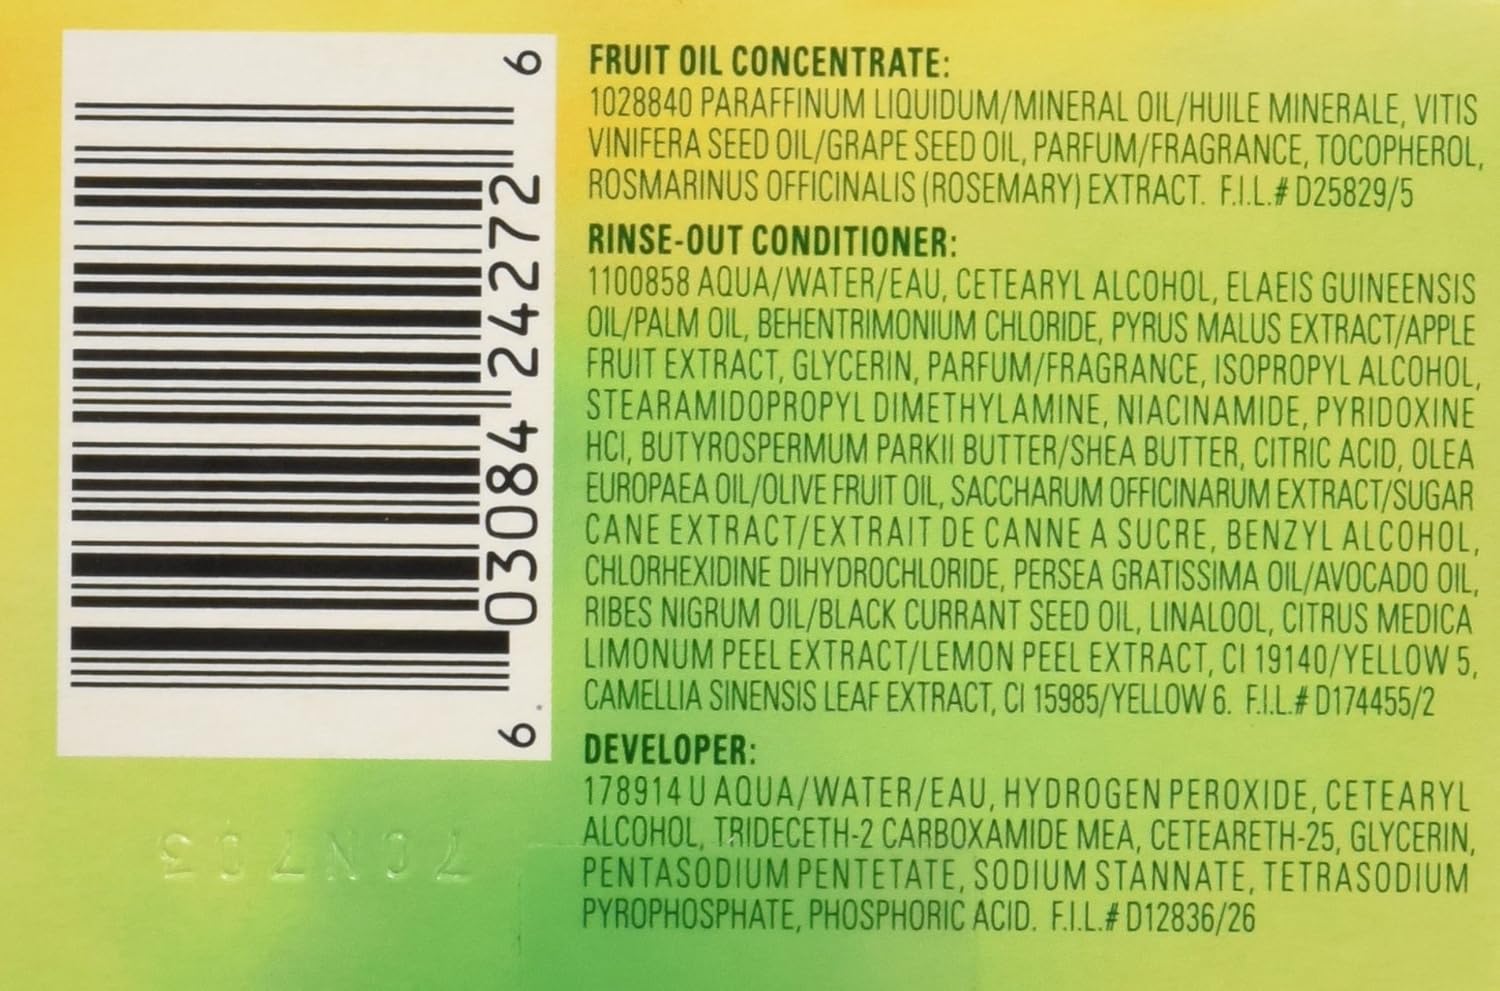 6 03084 24272 6
FRUIT OIL CONCENTRATE:
1028840 PARAFFINUM LIQUIDUM/MINERAL OIL/HUILE MINERALE, VITIS
VINIFERA SEED OIL/GRAPE SEED OIL, PARFUM/FRAGRANCE, TOCOPHEROL,
ROSMARINUS OFFICINALIS (ROSEMARY) EXTRACT. F.I.L.# D25829/5
RINSE-OUT CONDITIONER:
1100858 AQUA/WATER/EAU, CETEARYL ALCOHOL, ELAEIS GUINEENSIS
OIL/PALM OIL, BEHENTRIMONIUM CHLORIDE, PYRUS MALUS EXTRACT/APPLE
FRUIT EXTRACT, GLYCERIN, PARFUM/FRAGRANCE, ISOPROPYL ALCOHOL,
STEARAMIDOPROPYL DIMETHYLAMINE, NIACINAMIDE, PYRIDOXINE
HCI, BUTYROSPERMUM PARKII BUTTER/SHEA BUTTER, CITRIC ACID, OLEA
EUROPAEA OIL/OLIVE FRUIT OIL, SACCHARUM OFFICINARUM EXTRACT/SUGAR
CANE EXTRACT/EXTRAIT DE CANNE A SUCRE, BENZYL ALCOHOL,
CHLORHEXIDINE DIHYDROCHLORIDE, PERSEA GRATISSIMA OIL/AVOCADO OIL,
RIBES NIGRUM OIL/BLACK CURRANT SEED OIL, LINALOOL, CITRUS MEDICA
LIMONUM PEEL EXTRACT/LEMON PEEL EXTRACT, CI 19140/YELLOW 5,
CAMELLIA SINENSIS LEAF EXTRACT, CI 15985/YELLOW 6. F.I.L.# D174455/2
DEVELOPER:
178914 U AQUA/WATER/EAU, HYDROGEN PEROXIDE, CETEARYL
ALCOHOL, TRIDECETH-2 CARBOXAMIDE MEA, CETEARETH-25, GLYCERIN,
PENTASODIUM PENTETATE, SODIUM STANNATE, TETRASODIUM
PYROPHOSPHATE, PHOSPHORIC ACID. F.I.L.# D12836/26